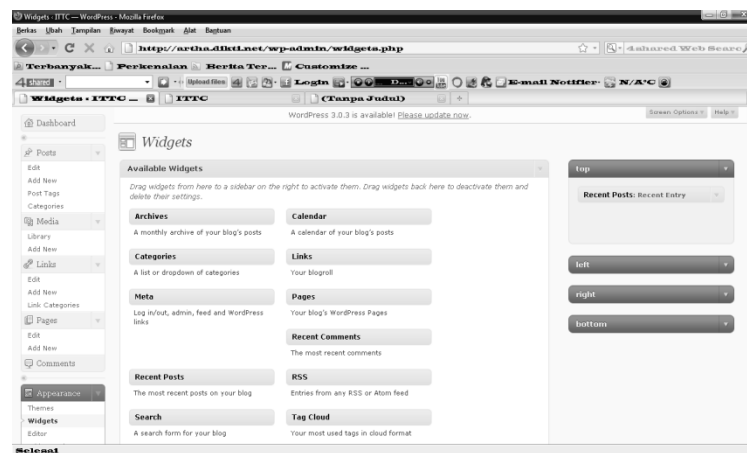 Widgets ‹ ITTC — WordPress - Mozilla Firefox
Berkas Ubah Tampilan Riwayat Bookmark Alat Bantuan
http://artha.dikti.net/wp-admin/widgets.php
4shared Web Searc
Terbanyak... Perkenalan Berita Ter... Customize ...
4shared Upload files Login D... E-mail Notifier N/A°C
Widgets ‹ ITTC — ... ITTC (Tanpa Judul)
WordPress 3.0.3 is available! Please update now.
Screen Options Help
Dashboard
Posts
Edit
Add New
Post Tags
Categories
Media
Library
Add New
Links
Edit
Add New
Link Categories
Pages
Edit
Add New
Comments
Appearance
Themes
Widgets
Editor
Widgets
Available Widgets
Drag widgets from here to a sidebar on the right to activate them. Drag widgets back here to deactivate them and
delete their settings.
Archives
A monthly archive of your blog's posts
Calendar
A calendar of your blog's posts
Categories
A list or dropdown of categories
Links
Your blogroll
Meta
Log in/out, admin, feed and WordPress
links
Pages
Your blog's WordPress Pages
Recent Comments
The most recent comments
Recent Posts
The most recent posts on your blog
RSS
Entries from any RSS or Atom feed
Search
A search form for your blog
Tag Cloud
Your most used tags in cloud format
top
Recent Posts: Recent Entry
left
right
bottom
Selesai